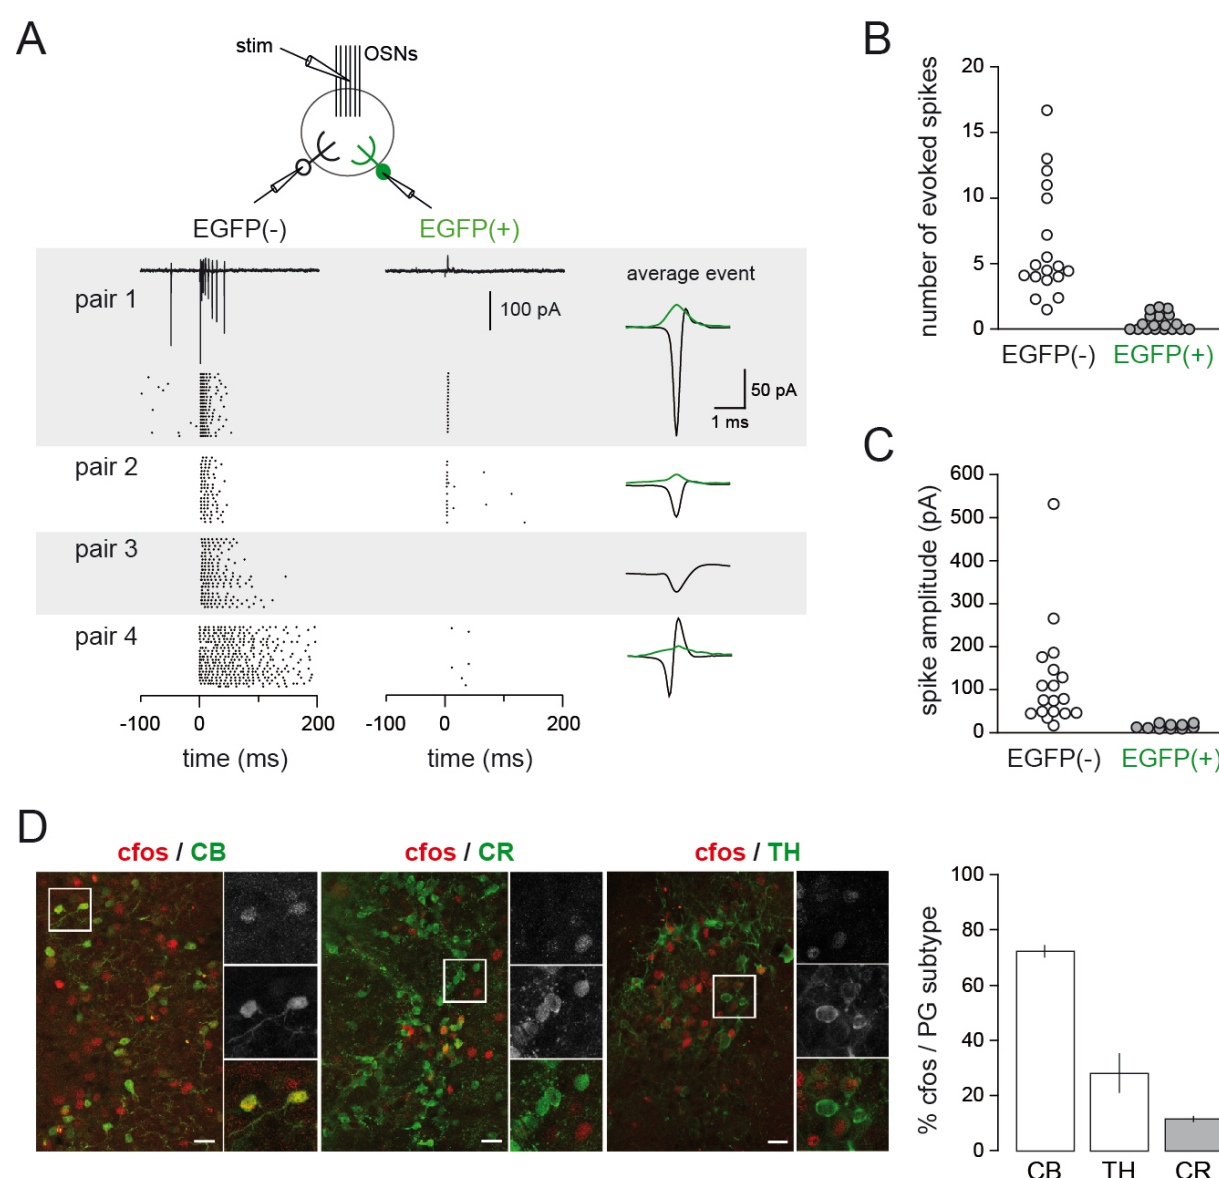 A
stim
OSNs
EGFP(-)
EGFP(+)
pair 1
100 pA
average event
50 pA
1 ms
pair 2
pair 3
pair 4
-100 0 200
-100 0 200
time (ms)
time (ms)
B
number of evoked spikes
20
15
10
5
0
EGFP(-)
EGFP(+)
C
spike amplitude (pA)
600
500
400
300
200
100
0
EGFP(-)
EGFP(+)
D
cfos / CB
cfos / CR
cfos / TH
% cfos / PG subtype
100
80
60
40
20
0
CB
TH
CR